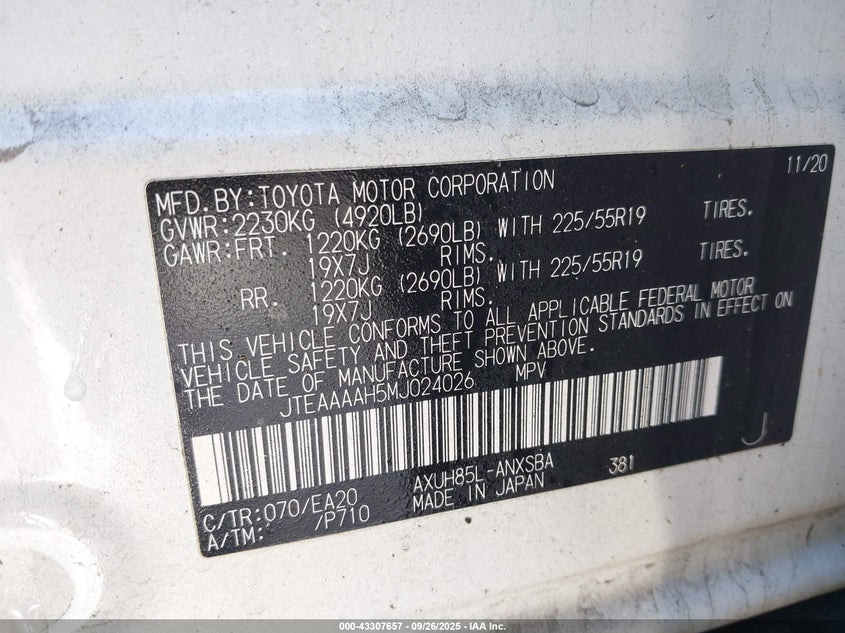 11/20
MFD. BY: TOYOTA MOTOR CORPORATION
GVWR: 2230KG (4920LB)
GAWR: FRT. 1220KG (2690LB) WITH 225/55R19 TIRES.
19X7J RIMS.
RR. 1220KG (2690LB) WITH 225/55R19 TIRES.
19X7J RIMS.
THIS VEHICLE CONFORMS TO ALL APPLICABLE FEDERAL MOTOR
VEHICLE SAFETY AND THEFT PREVENTION STANDARDS IN EFFECT ON
THE DATE OF MANUFACTURE SHOWN ABOVE.
JTEAAAAH5MJ024026 MPV
J
AXUH85L-ANXSBA 381
C/TR: 070/EA20 MADE IN JAPAN
A/TM: /P710
000-43307657 - 09/26/2025 - IAA Inc.